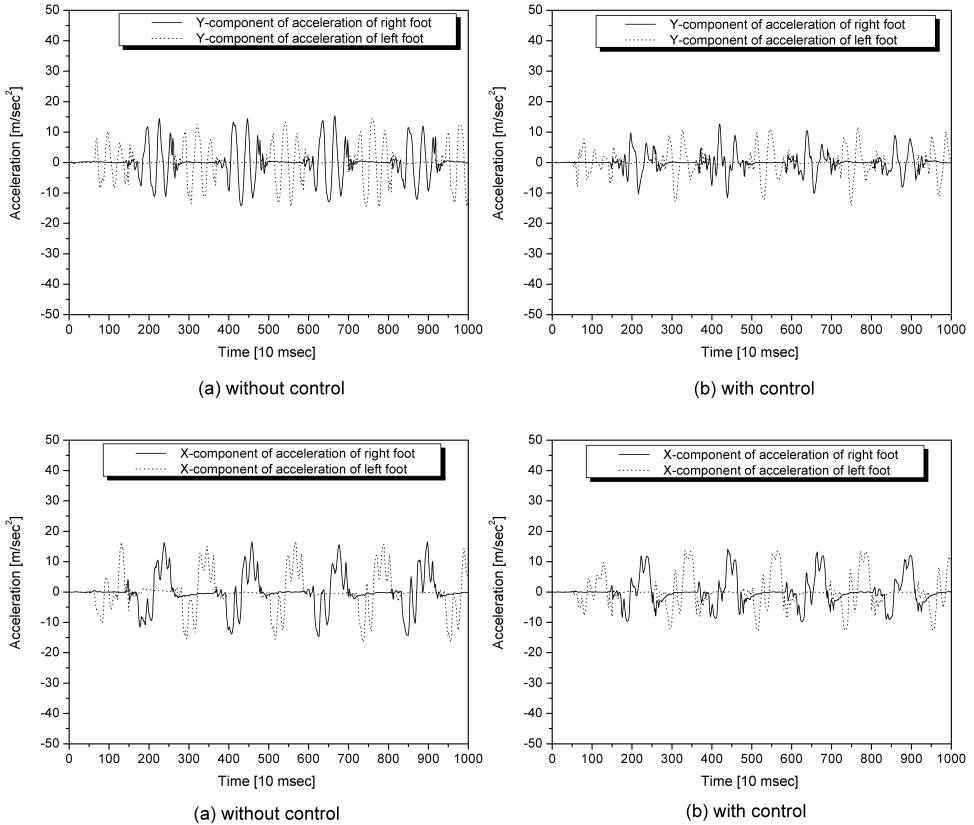 Y-component of acceleration of right foot
Y-component of acceleration of left foot
50
40
30
20
10
0
-10
-20
-30
-40
-50
Acceleration [m/sec²]
0 100 200 300 400 500 600 700 800 900 1000
Time [10 msec]
(a) without control
Y-component of acceleration of right foot
Y-component of acceleration of left foot
50
40
30
20
10
0
-10
-20
-30
-40
-50
Acceleration [m/sec²]
0 100 200 300 400 500 600 700 800 900 1000
Time [10 msec]
(b) with control
X-component of acceleration of right foot
X-component of acceleration of left foot
50
40
30
20
10
0
-10
-20
-30
-40
-50
Acceleration [m/sec²]
0 100 200 300 400 500 600 700 800 900 1000
Time [10 msec]
(a) without control
X-component of acceleration of right foot
X-component of acceleration of left foot
50
40
30
20
10
0
-10
-20
-30
-40
-50
Acceleration [m/sec²]
0 100 200 300 400 500 600 700 800 900 1000
Time [10 msec]
(b) with control